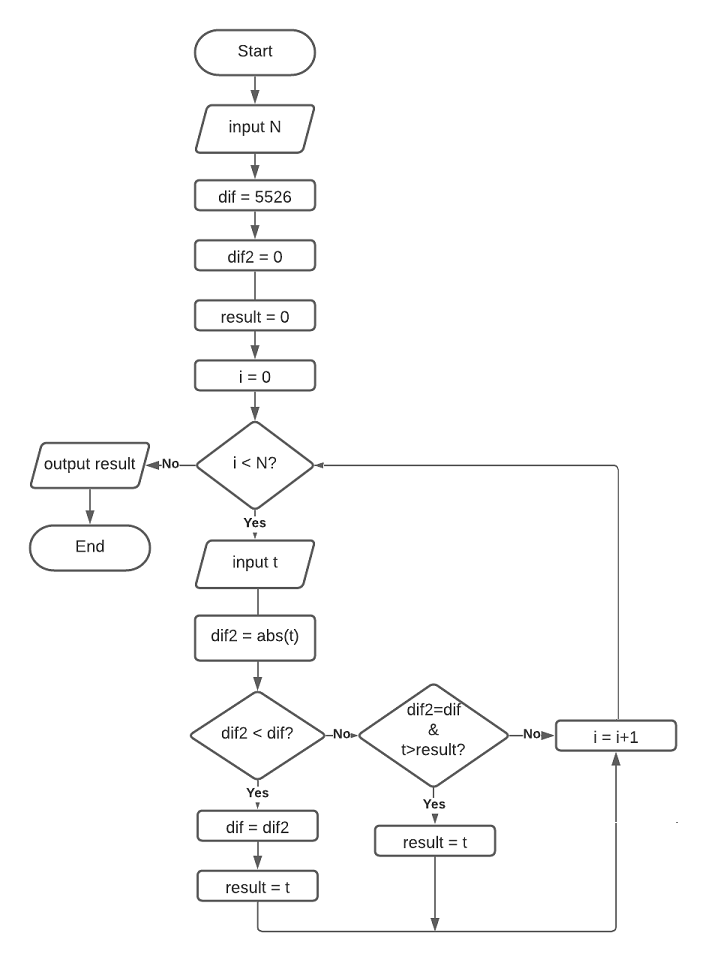 Start
input N
dif = 5526
dif2 = 0
result = 0
i = 0
i < N?
No
output result
End
Yes
input t
dif2 = abs(t)
dif2 < dif?
No
dif2=dif
&
t>result?
No
i = i+1
Yes
dif = dif2
result = t
Yes
result = t